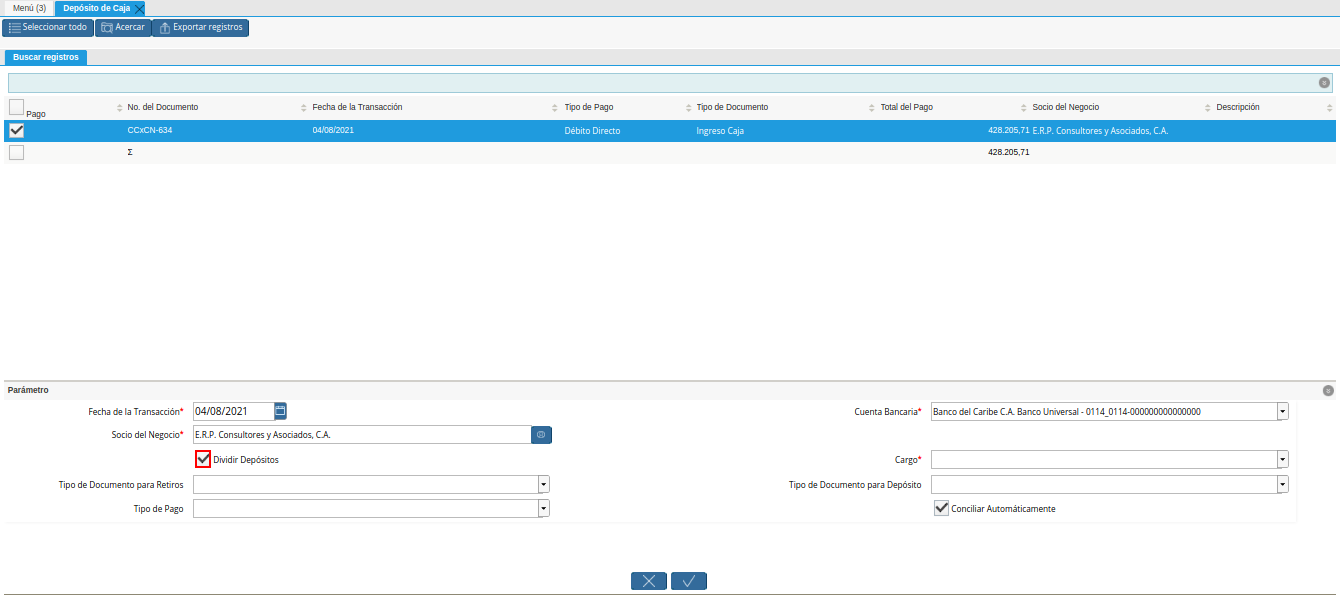 Menú (3) Depósito de Caja
Seleccionar todo Acercar Exportar registros
Buscar registros
Pago No. del Documento Fecha de la Transacción Tipo de Pago Tipo de Documento Total del Pago Socio del Negocio Descripción
CCxCN-634 04/08/2021 Débito Directo Ingreso Caja 428.205,71 E.R.P. Consultores y Asociados, C.A.
Σ 428.205,71
Parámetro
Fecha de la Transacción* 04/08/2021 Cuenta Bancaria* Banco del Caribe C.A. Banco Universal - 0114_0114-000000000000000
Socio del Negocio* E.R.P. Consultores y Asociados, C.A.
Dividir Depósitos Cargo*
Tipo de Documento para Retiros Tipo de Documento para Depósito
Tipo de Pago Conciliar Automáticamente